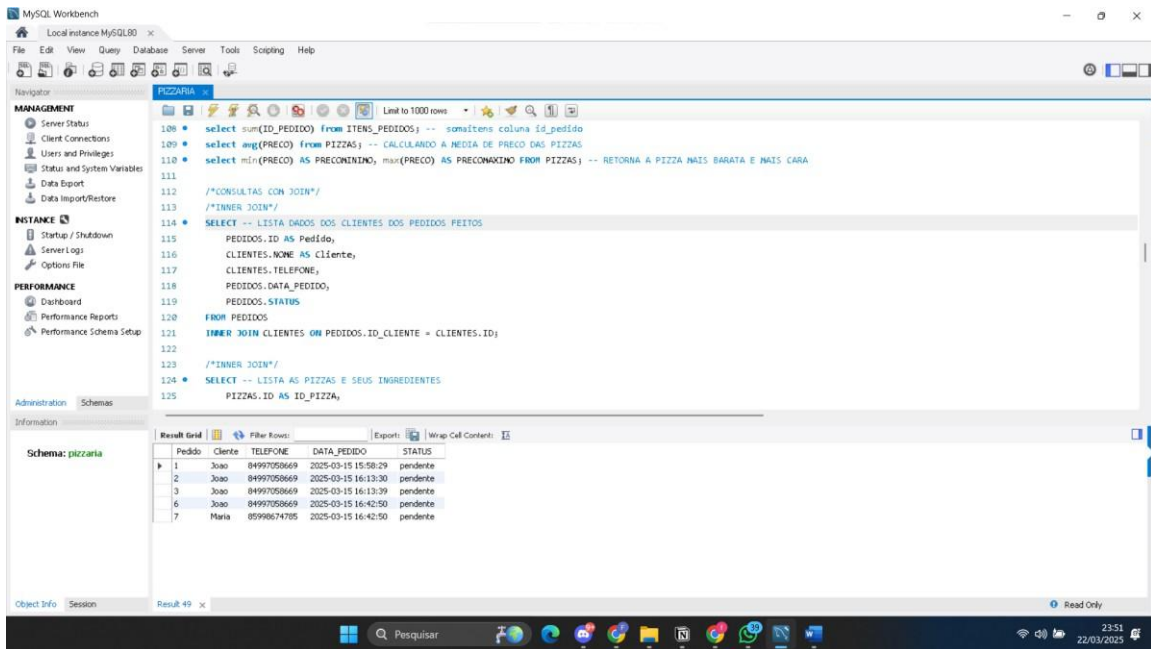 MySQL Workbench
Local instance MySQL80 ×
File Edit View Query Database Server Tools Scripting Help
Navigator
PIZZARIA ×
MANAGEMENT
Server Status
Client Connections
Users and Privileges
Status and System Variables
Data Export
Data Import/Restore
INSTANCE
Startup / Shutdown
Server Logs
Options File
PERFORMANCE
Dashboard
Performance Reports
Performance Schema Setup
Administration Schemas
Information
Schema: pizzaria
Object Info Session
Limit to 1000 rows
108 select sum(ID_PEDIDO) from ITENS_PEDIDOS; -- somaitens coluna id_pedido
109 select avg(PRECO) from PIZZAS; -- CALCULANDO A MEDIA DE PRECO DAS PIZZAS
110 select min(PRECO) AS PRECOMINIMO, max(PRECO) AS PRECOMAXIMO FROM PIZZAS; -- RETORNA A PIZZA MAIS BARATA E MAIS CARA
111
112 /*CONSULTAS COM JOIN*/
113 /*INNER JOIN*/
114 SELECT -- LISTA DADOS DOS CLIENTES DOS PEDIDOS FEITOS
115 PEDIDOS.ID AS Pedido,
116 CLIENTES.NOME AS Cliente,
117 CLIENTES.TELEFONE,
118 PEDIDOS.DATA_PEDIDO,
119 PEDIDOS.STATUS
120 FROM PEDIDOS
121 INNER JOIN CLIENTES ON PEDIDOS.ID_CLIENTE = CLIENTES.ID;
122
123 /*INNER JOIN*/
124 SELECT -- LISTA AS PIZZAS E SEUS INGREDIENTES
125 PIZZAS.ID AS ID_PIZZA,
Result Grid Filter Rows: Export: Wrap Cell Content:
Pedido Cliente TELEFONE DATA_PEDIDO STATUS
1 Joao 84997058669 2025-03-15 15:58:29 pendente
2 Joao 84997058669 2025-03-15 16:13:30 pendente
3 Joao 84997058669 2025-03-15 16:13:39 pendente
6 Joao 84997058669 2025-03-15 16:42:50 pendente
7 Maria 85998674785 2025-03-15 16:42:50 pendente
Result 49 ×
Read Only
Pesquisar
39
23:51
22/03/2025